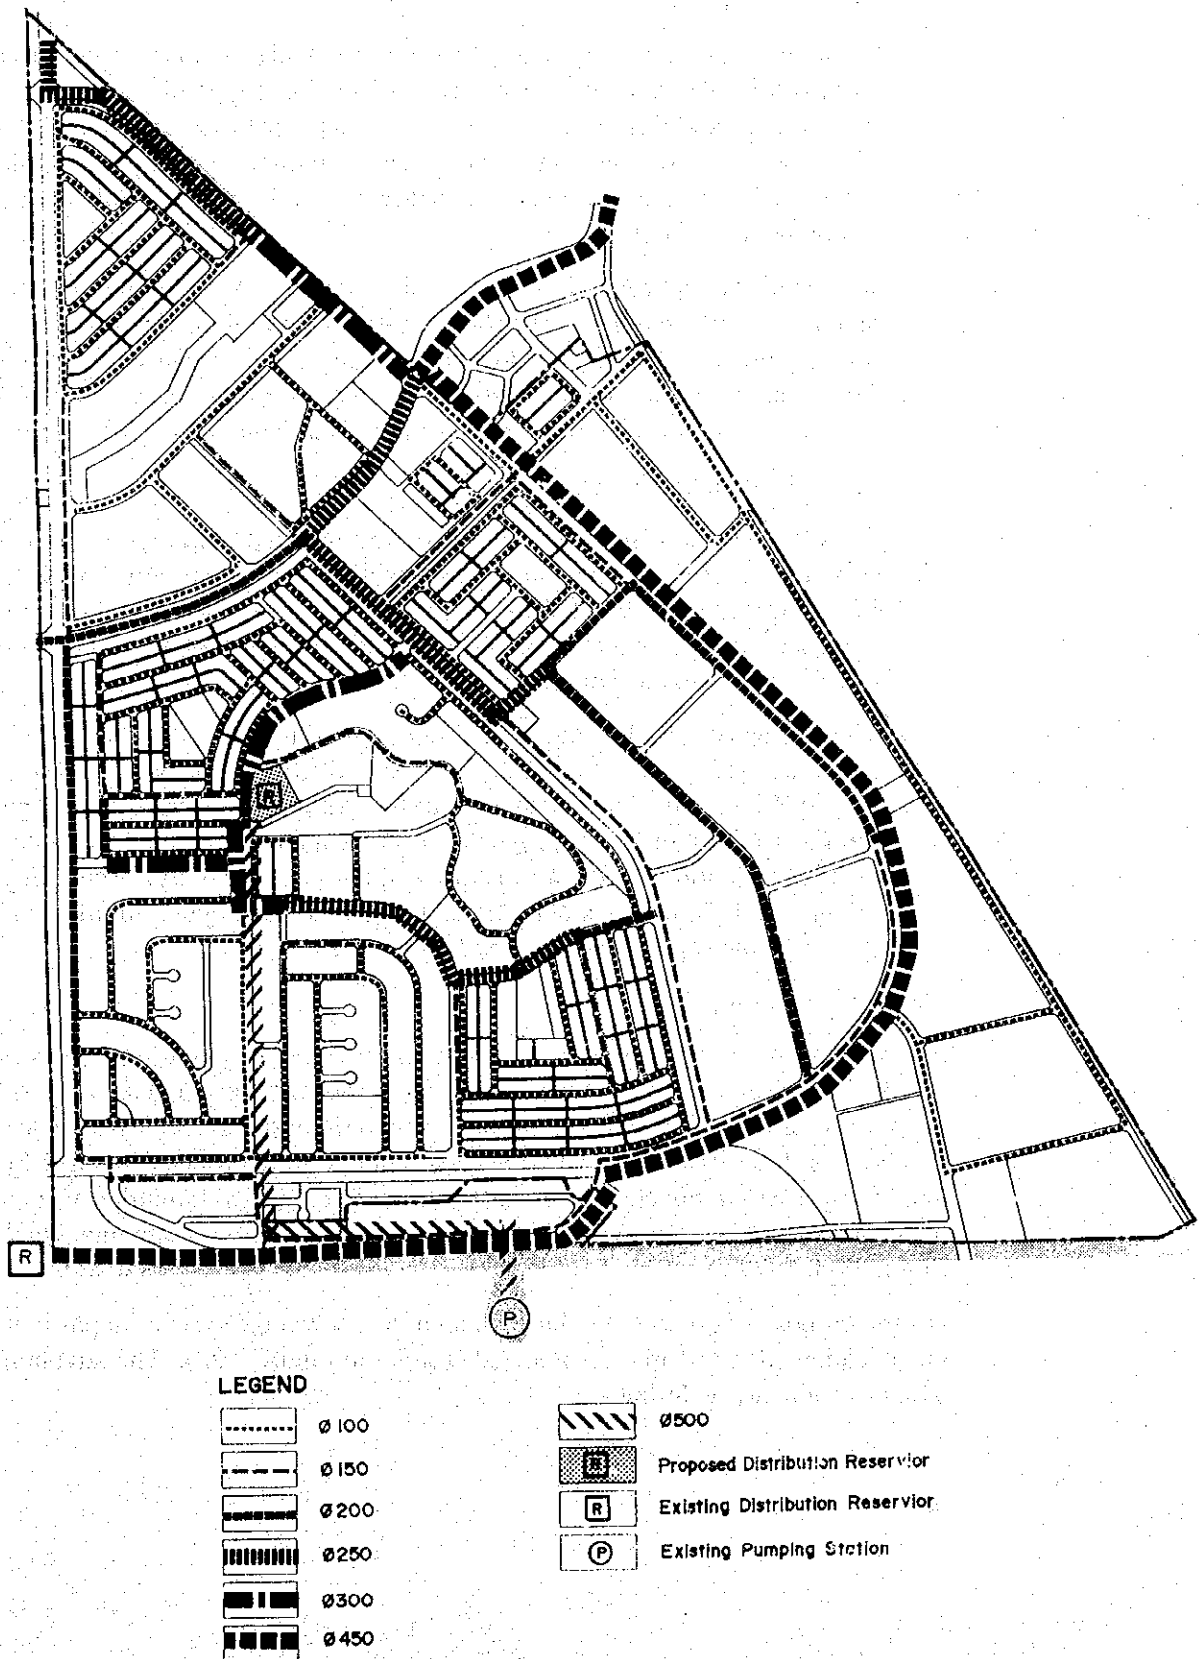 R
R
P
LEGEND
Ø 100
Ø 150
Ø 200
Ø 250
Ø 300
Ø 450
Ø500
R Proposed Distribution Reservior
R Existing Distribution Reservior
P Existing Pumping Station